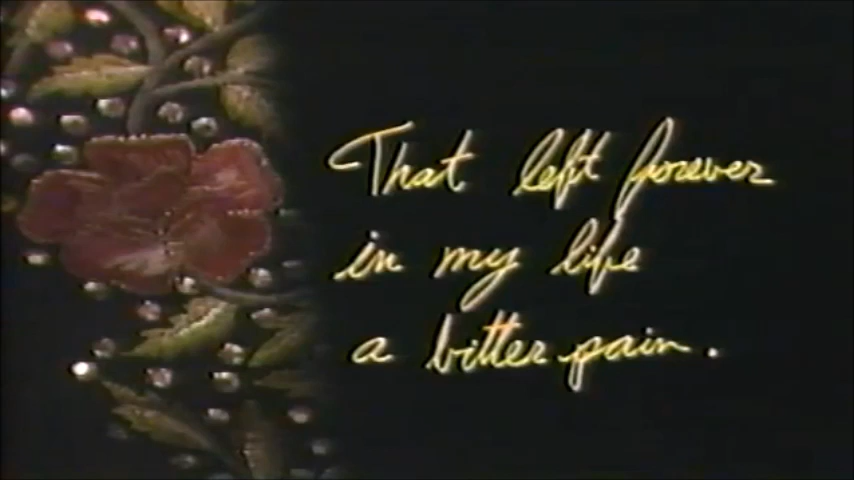 That left forever
in my life
a bitter pain.